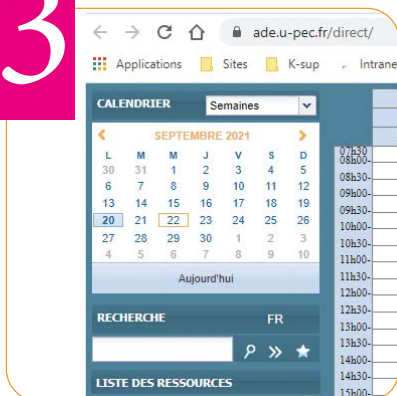 3
ade.u-pec.fr/direct/
Applications Sites K-sup Intrane
CALENDRIER Semaines
SEPTEMBRE 2021
L M M J V S D
30 31 1 2 3 4 5
6 7 8 9 10 11 12
13 14 15 16 17 18 19
20 21 22 23 24 25 26
27 28 29 30 1 2 3
4 5 6 7 8 9 10
Aujourd'hui
RECHERCHE FR
LISTE DES RESSOURCES
07h30
08h00-
08h30-
09h00-
09h30-
10h00-
10h30-
11h00-
11h30-
12h00-
12h30-
13h00-
13h30-
14h00-
14h30-
15h00